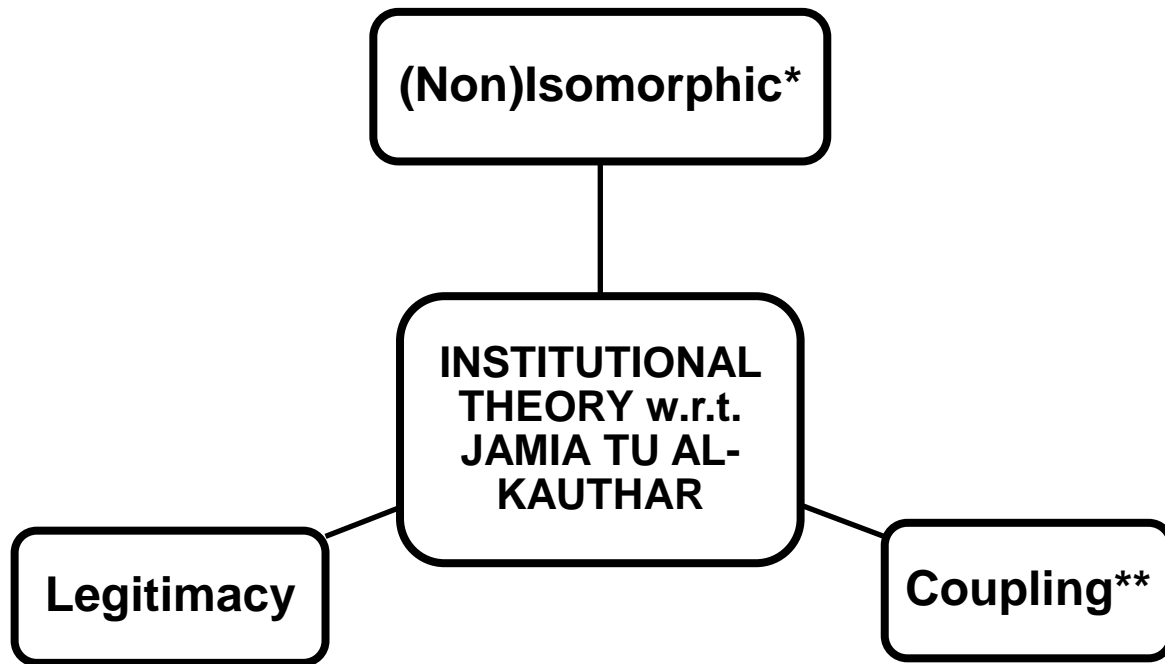 (Non)Isomorphic*
INSTITUTIONAL
THEORY w.r.t.
JAMIA TU AL-
KAUTHAR
Legitimacy
Coupling**